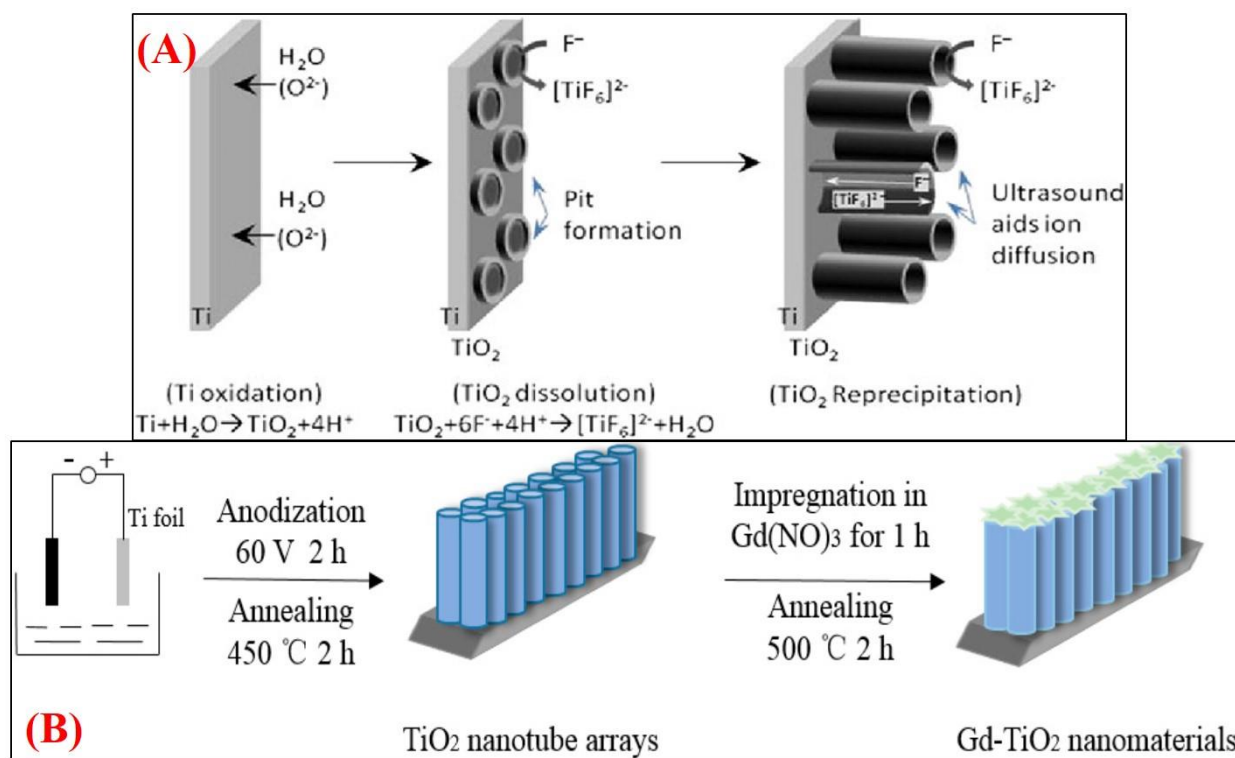 (A)
H₂O
(O²⁻)
H₂O
(O²⁻)
Ti
(Ti oxidation)
Ti+H₂O→TiO₂+4H⁺
F⁻
[TiF₆]²⁻
Pit
formation
Ti
TiO₂
(TiO₂ dissolution)
TiO₂+6F⁻+4H⁺→[TiF₆]²⁻+H₂O
F⁻
[TiF₆]²⁻
F⁻
[TiF₆]²⁻
Ultrasound
aids ion
diffusion
Ti
TiO₂
(TiO₂ Reprecipitation)
(B)
- +
Ti foil
Anodization
60 V 2 h
Annealing
450 ℃ 2 h
TiO₂ nanotube arrays
Impregnation in
Gd(NO)₃ for 1 h
Annealing
500 ℃ 2 h
Gd-TiO₂ nanomaterials